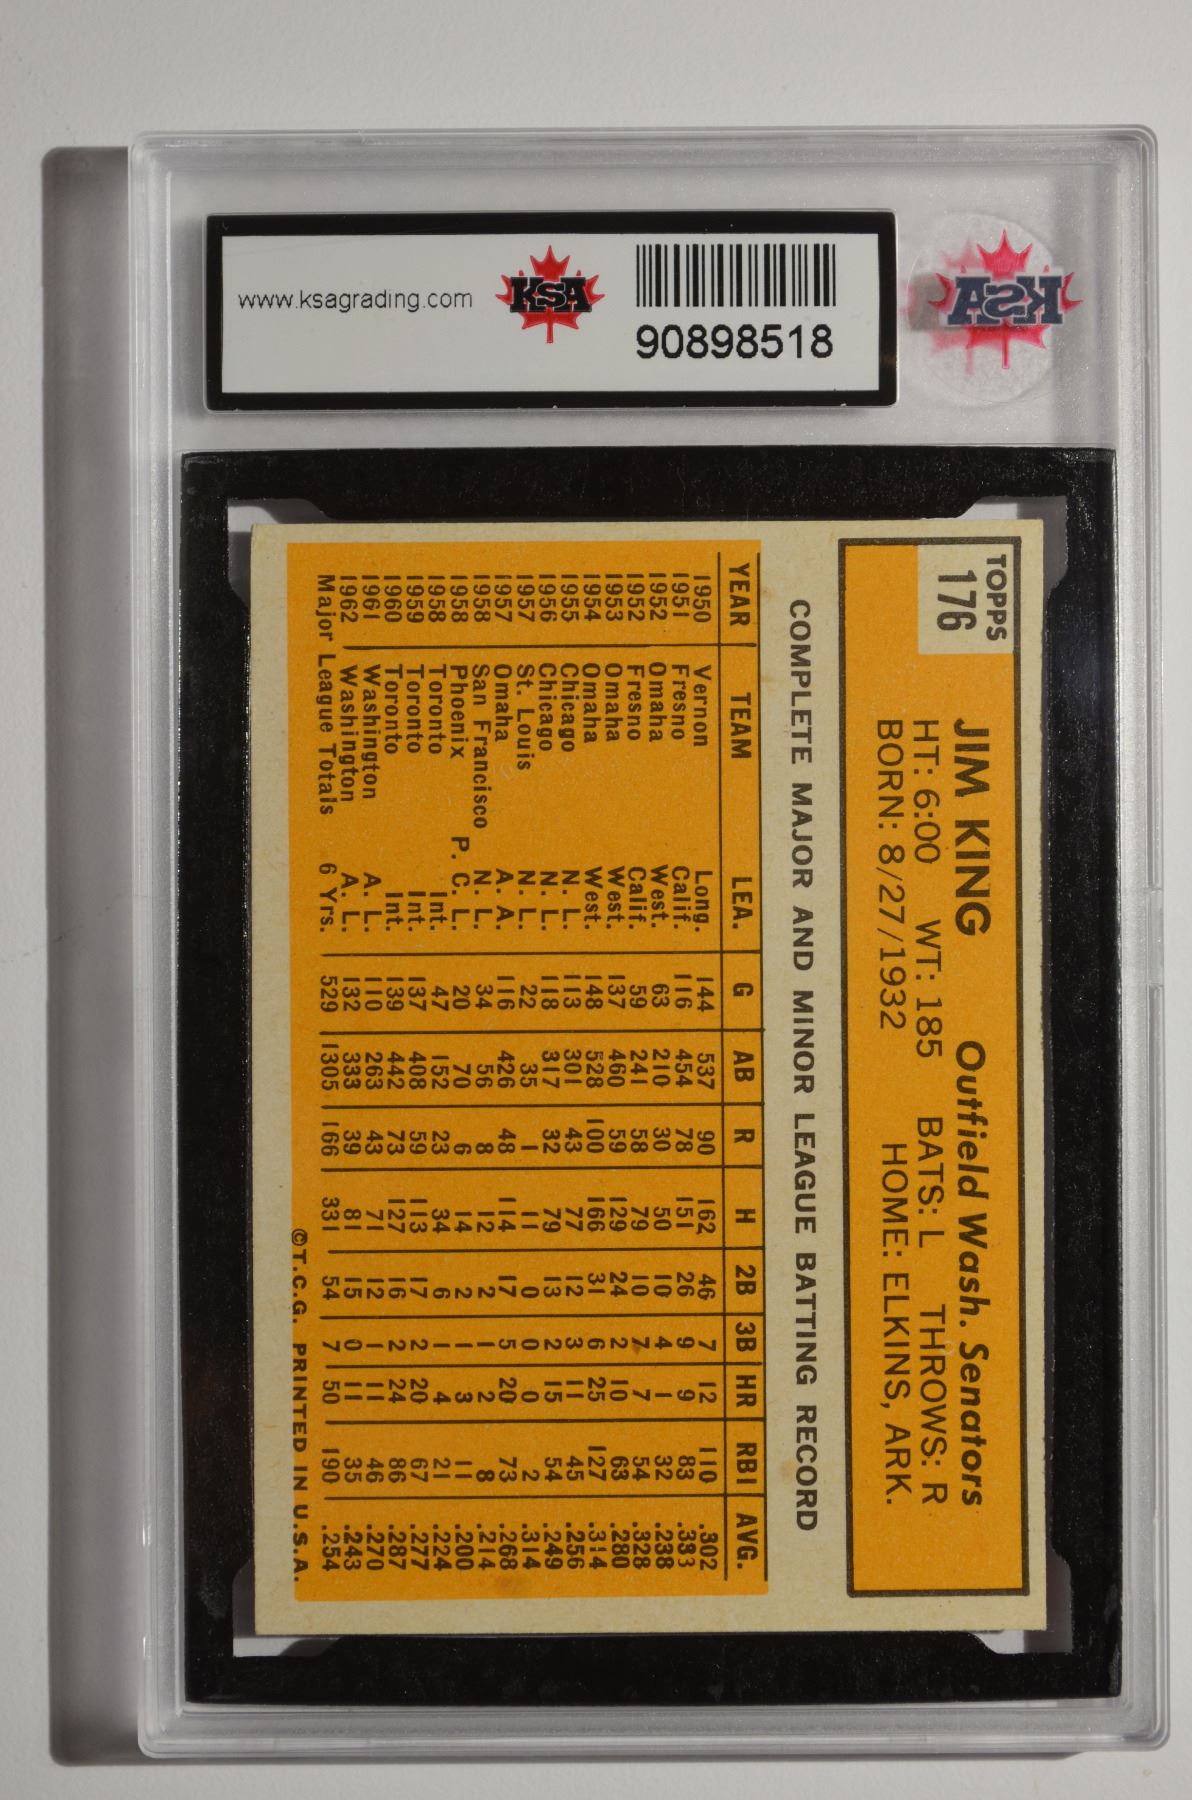 www.ksagrading.com
KSA
90898518
KSA
TOPPS
176
JIM KING Outfield Wash. Senators
HT: 6:00 WT: 185 BATS: L THROWS: R
BORN: 8/27/1932 HOME: ELKINS, ARK.
COMPLETE MAJOR AND MINOR LEAGUE BATTING RECORD
YEAR TEAM LEA. G AB R H 2B 3B HR RBI AVG.
1950 Vernon Long. 144 537 90 162 46 7 12 110 .302
1951 Fresno Calif. 116 454 78 151 26 9 9 83 .333
1952 Omaha West. 63 210 30 50 10 4 1 32 .238
1952 Fresno Calif. 59 241 58 79 10 7 7 54 .328
1953 Omaha West. 137 460 59 129 24 2 10 63 .280
1954 Omaha West. 148 528 100 166 31 6 25 127 .314
1955 Chicago N. L. 113 301 43 77 12 3 11 45 .256
1956 Chicago N. L. 118 317 32 79 13 2 15 54 .249
1957 St. Louis N. L. 22 35 1 11 0 0 0 2 .314
1957 Omaha A. A. 116 426 48 114 17 5 20 73 .268
1958 San Francisco N. L. 34 56 8 12 2 1 2 8 .214
1958 Phoenix P. C. L. 20 70 6 14 2 1 3 11 .200
1958 Toronto Int. 47 152 23 34 6 1 4 21 .224
1959 Toronto Int. 137 408 59 113 17 2 20 67 .277
1960 Toronto Int. 139 442 73 127 16 2 24 86 .287
1961 Washington A. L. 110 263 43 71 12 1 11 46 .270
1962 Washington A. L. 132 333 39 81 15 0 11 35 .243
Major League Totals 6 Yrs. 529 1305 166 331 54 7 50 190 .254
©T.C.G. PRINTED IN U.S.A.